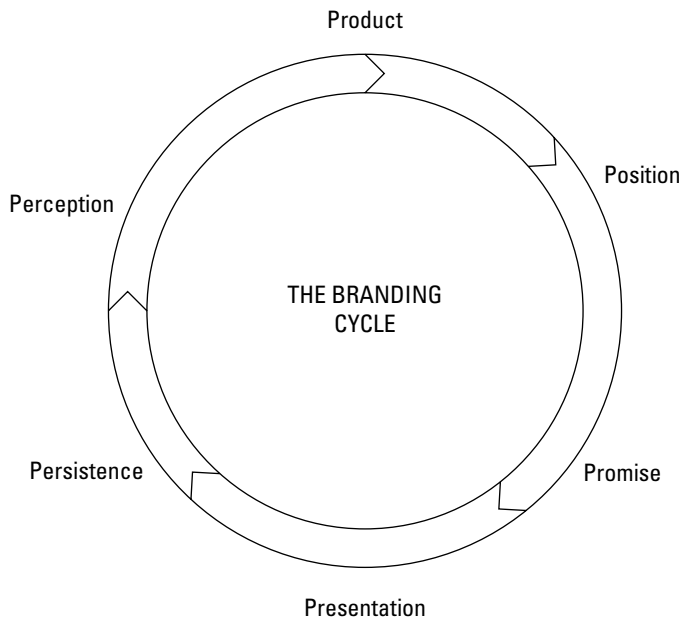 Product
Position
Perception
THE BRANDING
CYCLE
Persistence
Promise
Presentation